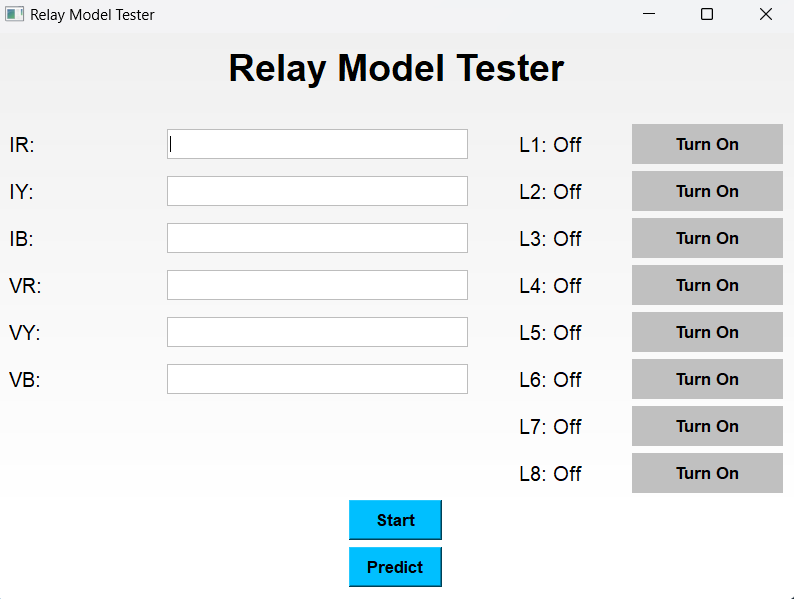 Relay Model Tester
Relay Model Tester
IR: L1: Off Turn On
IY: L2: Off Turn On
IB: L3: Off Turn On
VR: L4: Off Turn On
VY: L5: Off Turn On
VB: L6: Off Turn On
L7: Off Turn On
L8: Off Turn On
Start
Predict